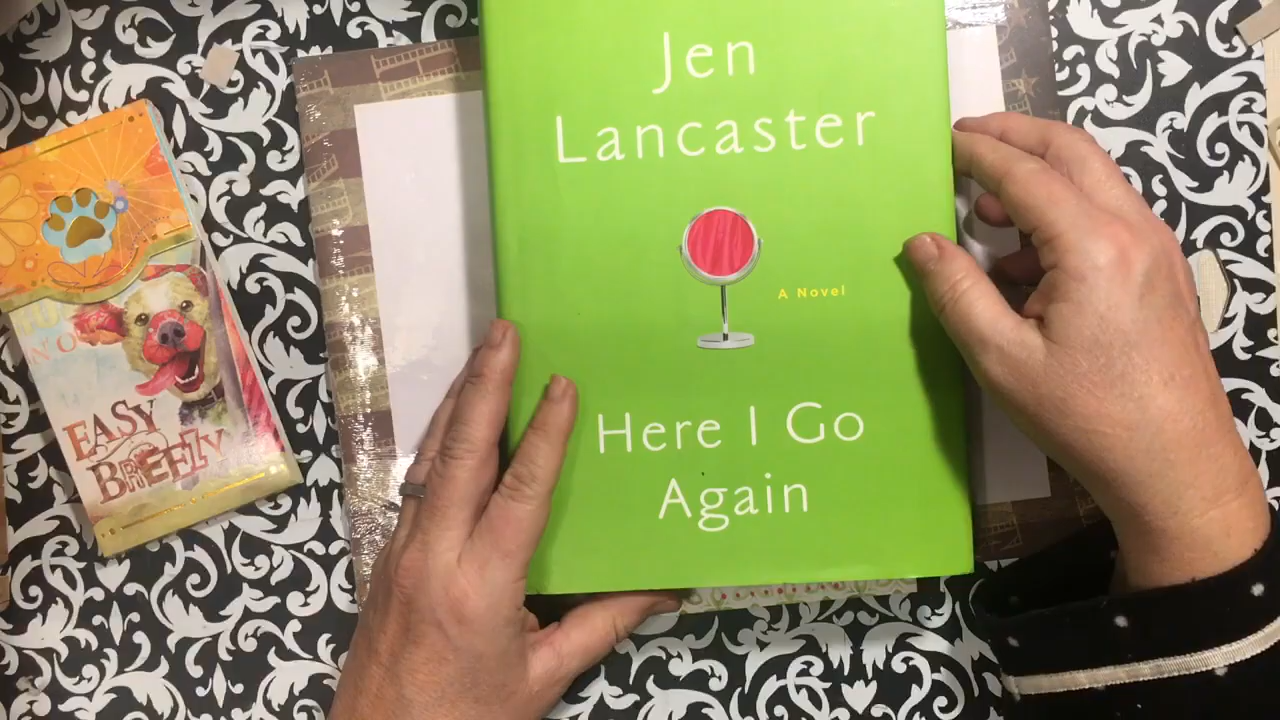 Jen
Lancaster
A Novel
Here I Go
Again
EASY
BREEZY